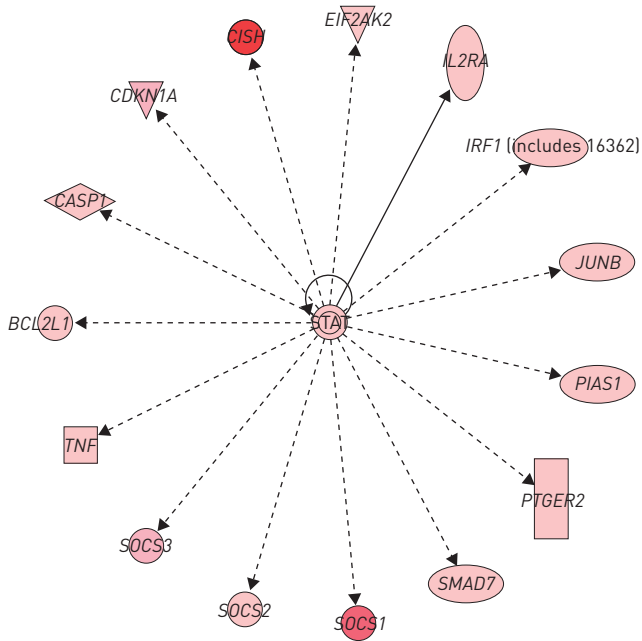 EIF2AK2
CISH
IL2RA
CDKN1A
IRF1 (includes 16362)
CASP1
JUNB
BCL2L1
STAT
PIAS1
TNF
PTGER2
SOCS3
SMAD7
SOCS2
SOCS1